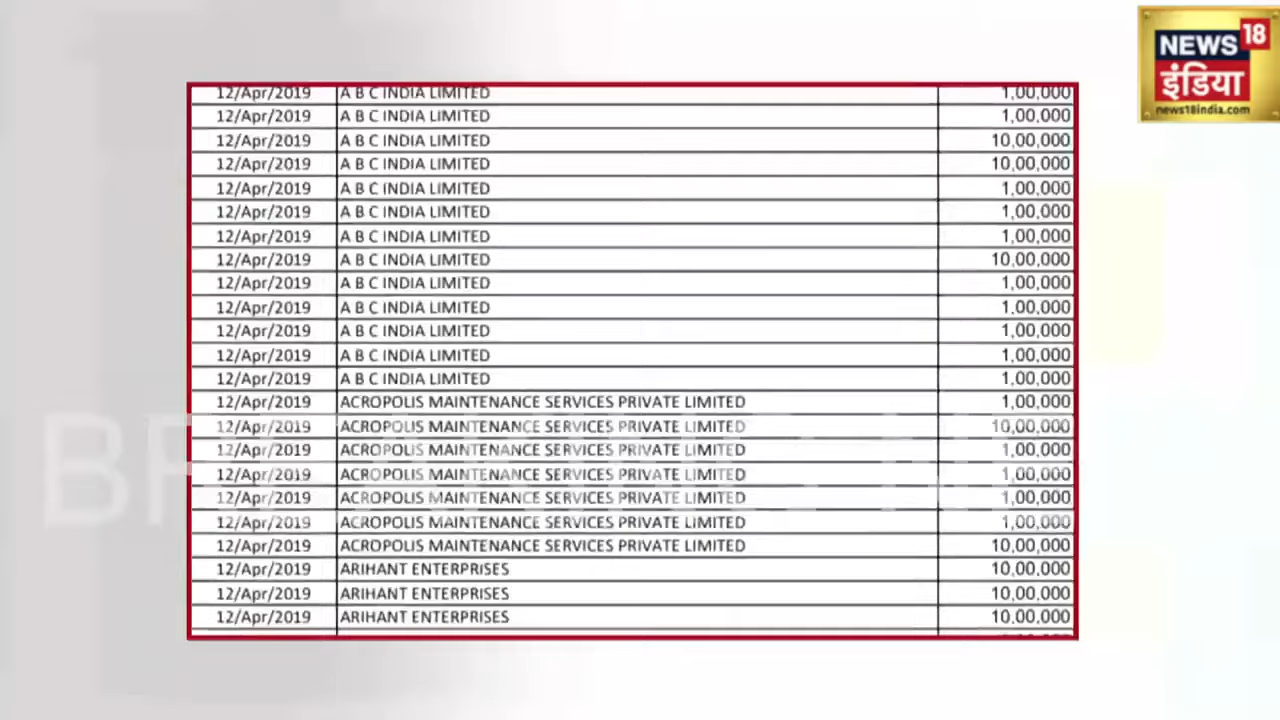 NEWS 18
इंडिया
news18india.com
12/Apr/2019 A B C INDIA LIMITED 1,00,000
12/Apr/2019 A B C INDIA LIMITED 1,00,000
12/Apr/2019 A B C INDIA LIMITED 10,00,000
12/Apr/2019 A B C INDIA LIMITED 10,00,000
12/Apr/2019 A B C INDIA LIMITED 1,00,000
12/Apr/2019 A B C INDIA LIMITED 1,00,000
12/Apr/2019 A B C INDIA LIMITED 1,00,000
12/Apr/2019 A B C INDIA LIMITED 10,00,000
12/Apr/2019 A B C INDIA LIMITED 1,00,000
12/Apr/2019 A B C INDIA LIMITED 1,00,000
12/Apr/2019 A B C INDIA LIMITED 1,00,000
12/Apr/2019 A B C INDIA LIMITED 1,00,000
12/Apr/2019 A B C INDIA LIMITED 1,00,000
12/Apr/2019 ACROPOLIS MAINTENANCE SERVICES PRIVATE LIMITED 1,00,000
12/Apr/2019 ACROPOLIS MAINTENANCE SERVICES PRIVATE LIMITED 10,00,000
12/Apr/2019 ACROPOLIS MAINTENANCE SERVICES PRIVATE LIMITED 1,00,000
12/Apr/2019 ACROPOLIS MAINTENANCE SERVICES PRIVATE LIMITED 1,00,000
12/Apr/2019 ACROPOLIS MAINTENANCE SERVICES PRIVATE LIMITED 1,00,000
12/Apr/2019 ACROPOLIS MAINTENANCE SERVICES PRIVATE LIMITED 1,00,000
12/Apr/2019 ACROPOLIS MAINTENANCE SERVICES PRIVATE LIMITED 10,00,000
12/Apr/2019 ARIHANT ENTERPRISES 10,00,000
12/Apr/2019 ARIHANT ENTERPRISES 10,00,000
12/Apr/2019 ARIHANT ENTERPRISES 10,00,000